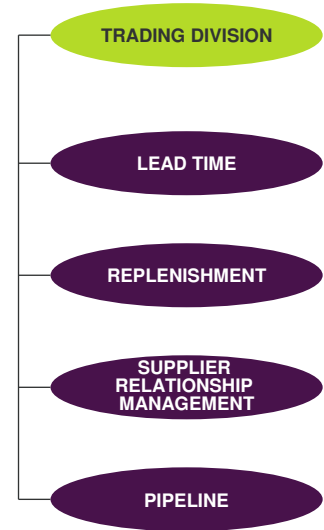 TRADING DIVISION
LEAD TIME
REPLENISHMENT
SUPPLIER
RELATIONSHIP
MANAGEMENT
PIPELINE